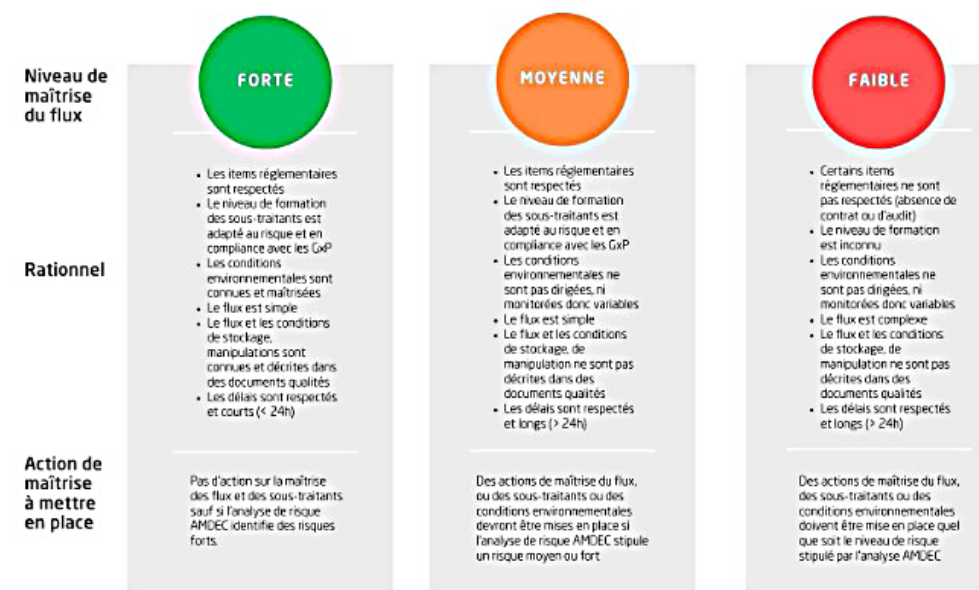 Niveau de
maîtrise
du flux
FORTE
MOYENNE
FAIBLE
Rationnel
• Les items réglementaires
sont respectés
• Le niveau de formation
des sous-traitants est
adapté au risque et en
compliance avec les GxP
• Les conditions
environnementales sont
connues et maîtrisées
• Le flux est simple
• Le flux et les conditions
de stockage,
manipulations sont
connues et décrites dans
des documents qualités
• Les délais sont respectés
et courts (< 24h)
• Les items réglementaires
sont respectés
• Le niveau de formation
des sous-traitants est
adapté au risque et en
compliance avec les GxP
• Les conditions
environnementales ne
sont pas dirigées, ni
monitorées donc variables
• Le flux est simple
• Le flux et les conditions
de stockage, de
manipulation ne sont pas
décrites dans des
documents qualités
• Les délais sont respectés
et longs (> 24h)
• Certains items
réglementaires ne sont
pas respectés (absence de
contrat ou d'audit)
• Le niveau de formation
est inconnu
• Les conditions
environnementales ne
sont pas dirigées, ni
monitorées donc variables
• Le flux est complexe
• Le flux et les conditions
de stockage, de
manipulation ne sont pas
décrites dans des
documents qualités
• Les délais sont respectés
et longs (> 24h)
Action de
maîtrise
à mettre
en place
Pas d'action sur la maîtrise
des flux et des sous-traitants
sauf si l'analyse de risque
AMDEC identifie des risques
forts.
Des actions de maîtrise du flux,
ou des sous-traitants ou des
conditions environnementales
devront être mises en place si
l'analyse de risque AMDEC stipule
un risque moyen ou fort
Des actions de maîtrise du flux,
des sous-traitants ou des
conditions environnementales
doivent être mise en place quel
que soit le niveau de risque
stipulé par l'analyse AMDEC